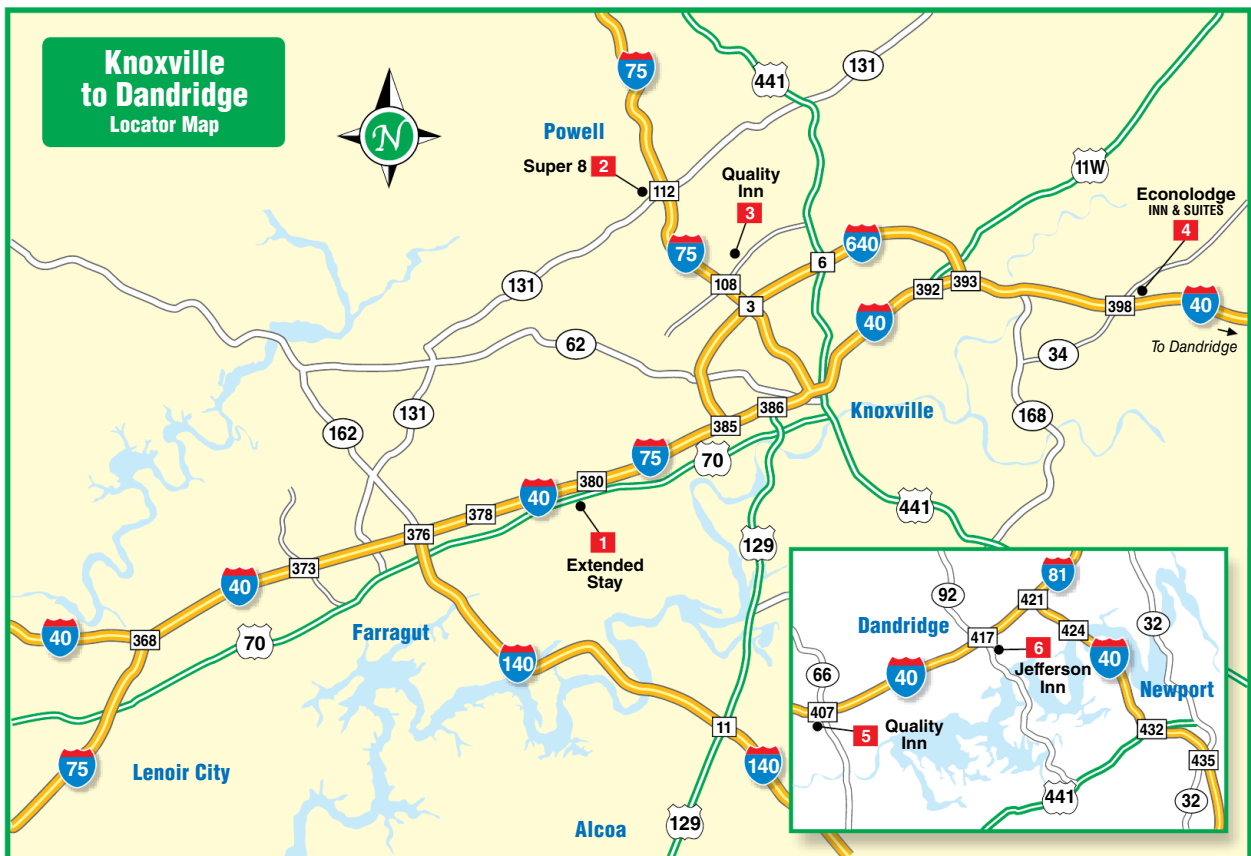 Knoxville
to Dandridge
Locator Map
N
75
441
131
Powell
Super 8 2
112
Quality
Inn
3
11W
Econolodge
INN & SUITES
4
75
640
6
108
3
131
392
393
398
40
40
To Dandridge
62
34
131
162
386
385
Knoxville
168
75
70
380
40
378
376
441
1
Extended
Stay
129
373
40
40
368
70
Farragut
140
11
140
75
Lenoir City
Alcoa
129
81
92
421
32
Dandridge
417
424
6
Jefferson
Inn
40
40
66
Newport
407
5
Quality
Inn
432
435
441
32